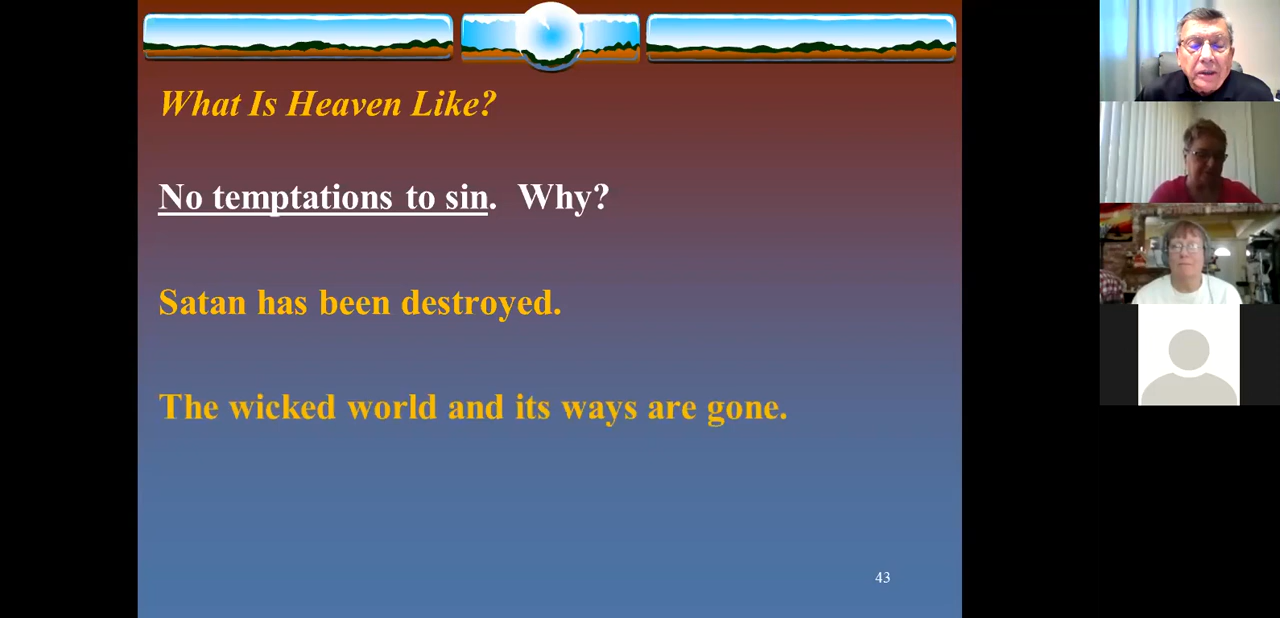 What Is Heaven Like?
No temptations to sin.  Why?
Satan has been destroyed.
The wicked world and its ways are gone.
43